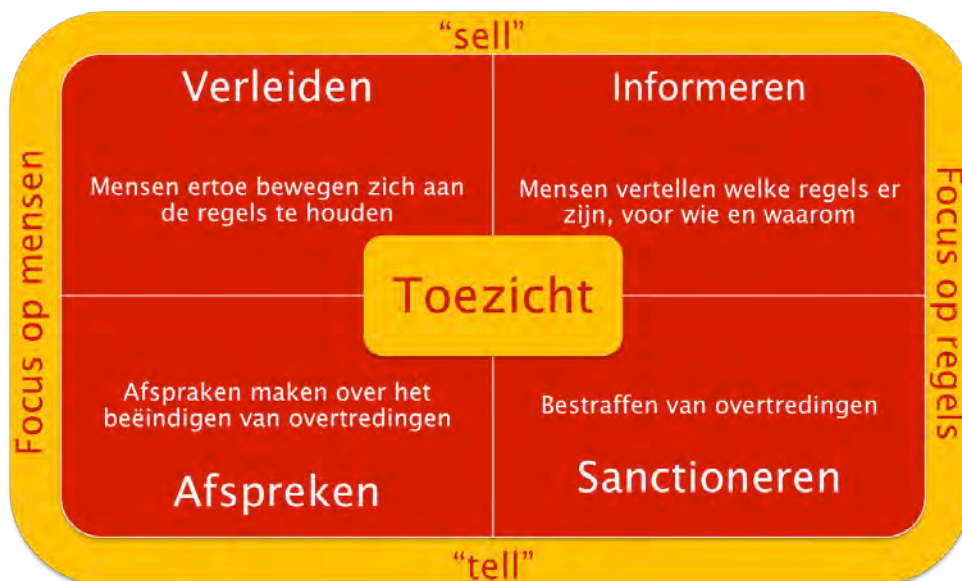 “sell”
Verleiden
Mensen ertoe bewegen zich aan
de regels te houden
Informeren
Mensen vertellen welke regels er
zijn, voor wie en waarom
Focus op mensen
Toezicht
Focus op regels
Afspraken maken over het
beëindigen van overtredingen
Afspreken
Bestraffen van overtredingen
Sanctioneren
“tell”